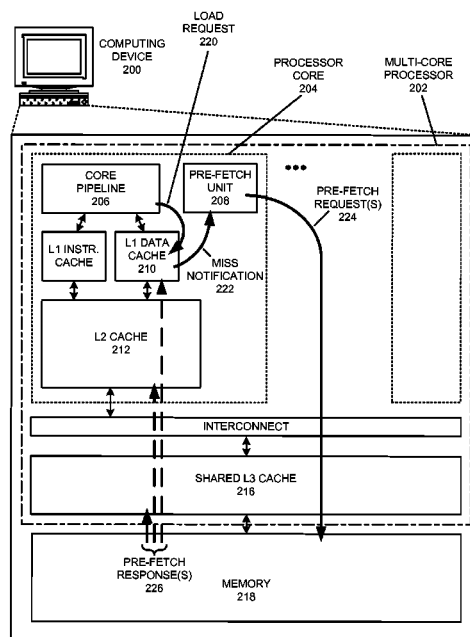 LOAD
REQUEST
220
COMPUTING
DEVICE
200
PROCESSOR
CORE
204
MULTI-CORE
PROCESSOR
202
CORE
PIPELINE
206
PRE-FETCH
UNIT
208
•••
PRE-FETCH
REQUEST(S)
224
L1 INSTR.
CACHE
L1 DATA
CACHE
210
MISS
NOTIFICATION
222
L2 CACHE
212
INTERCONNECT
SHARED L3 CACHE
216
PRE-FETCH
RESPONSE(S)
226
MEMORY
218